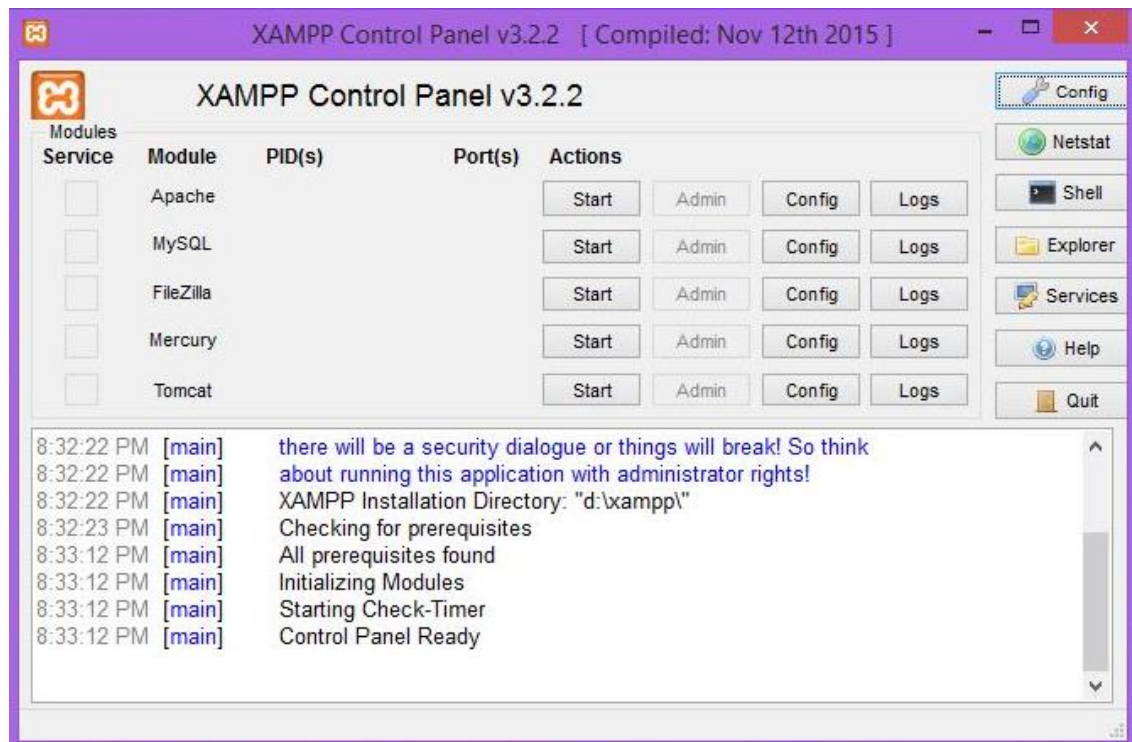 XAMPP Control Panel v3.2.2 [ Compiled: Nov 12th 2015 ]
XAMPP Control Panel v3.2.2
Config
Modules
Service Module PID(s) Port(s) Actions
Netstat
Apache Start Admin Config Logs
Shell
MySQL Start Admin Config Logs
Explorer
FileZilla Start Admin Config Logs
Services
Mercury Start Admin Config Logs
Help
Tomcat Start Admin Config Logs
Quit
8:32:22 PM [main] there will be a security dialogue or things will break! So think
8:32:22 PM [main] about running this application with administrator rights!
8:32:22 PM [main] XAMPP Installation Directory: "d:\xampp\"
8:32:23 PM [main] Checking for prerequisites
8:33:12 PM [main] All prerequisites found
8:33:12 PM [main] Initializing Modules
8:33:12 PM [main] Starting Check-Timer
8:33:12 PM [main] Control Panel Ready